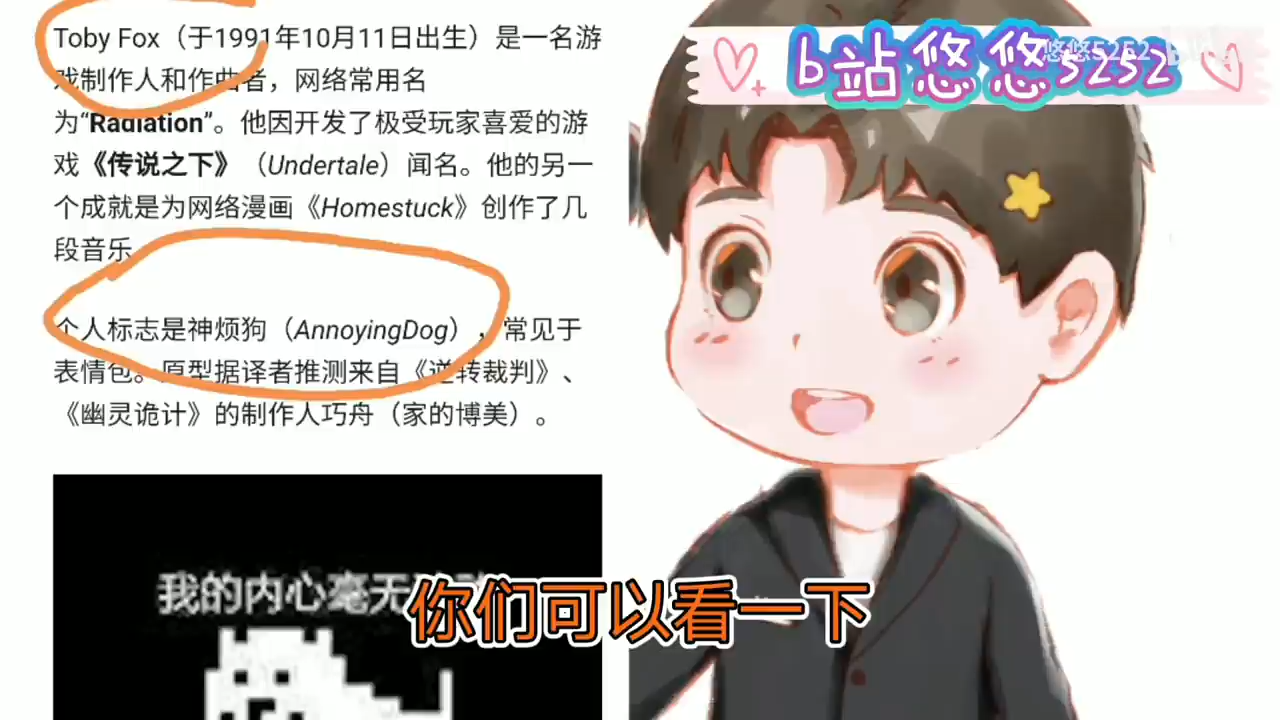 Toby Fox（于1991年10月11日出生）是一名游
戏制作人和作曲者，网络常用名
为“Radiation”。他因开发了极受玩家喜爱的游
戏《传说之下》（Undertale）闻名。他的另一
个成就是为网络漫画《Homestuck》创作了几
段音乐
个人标志是神烦狗（AnnoyingDog），常见于
表情包。原型据译者推测来自《逆转裁判》、
《幽灵诡计》的制作人巧舟（家的博美）。
b站悠悠5252
悠悠5252
我的内心毫无
你们可以看一下